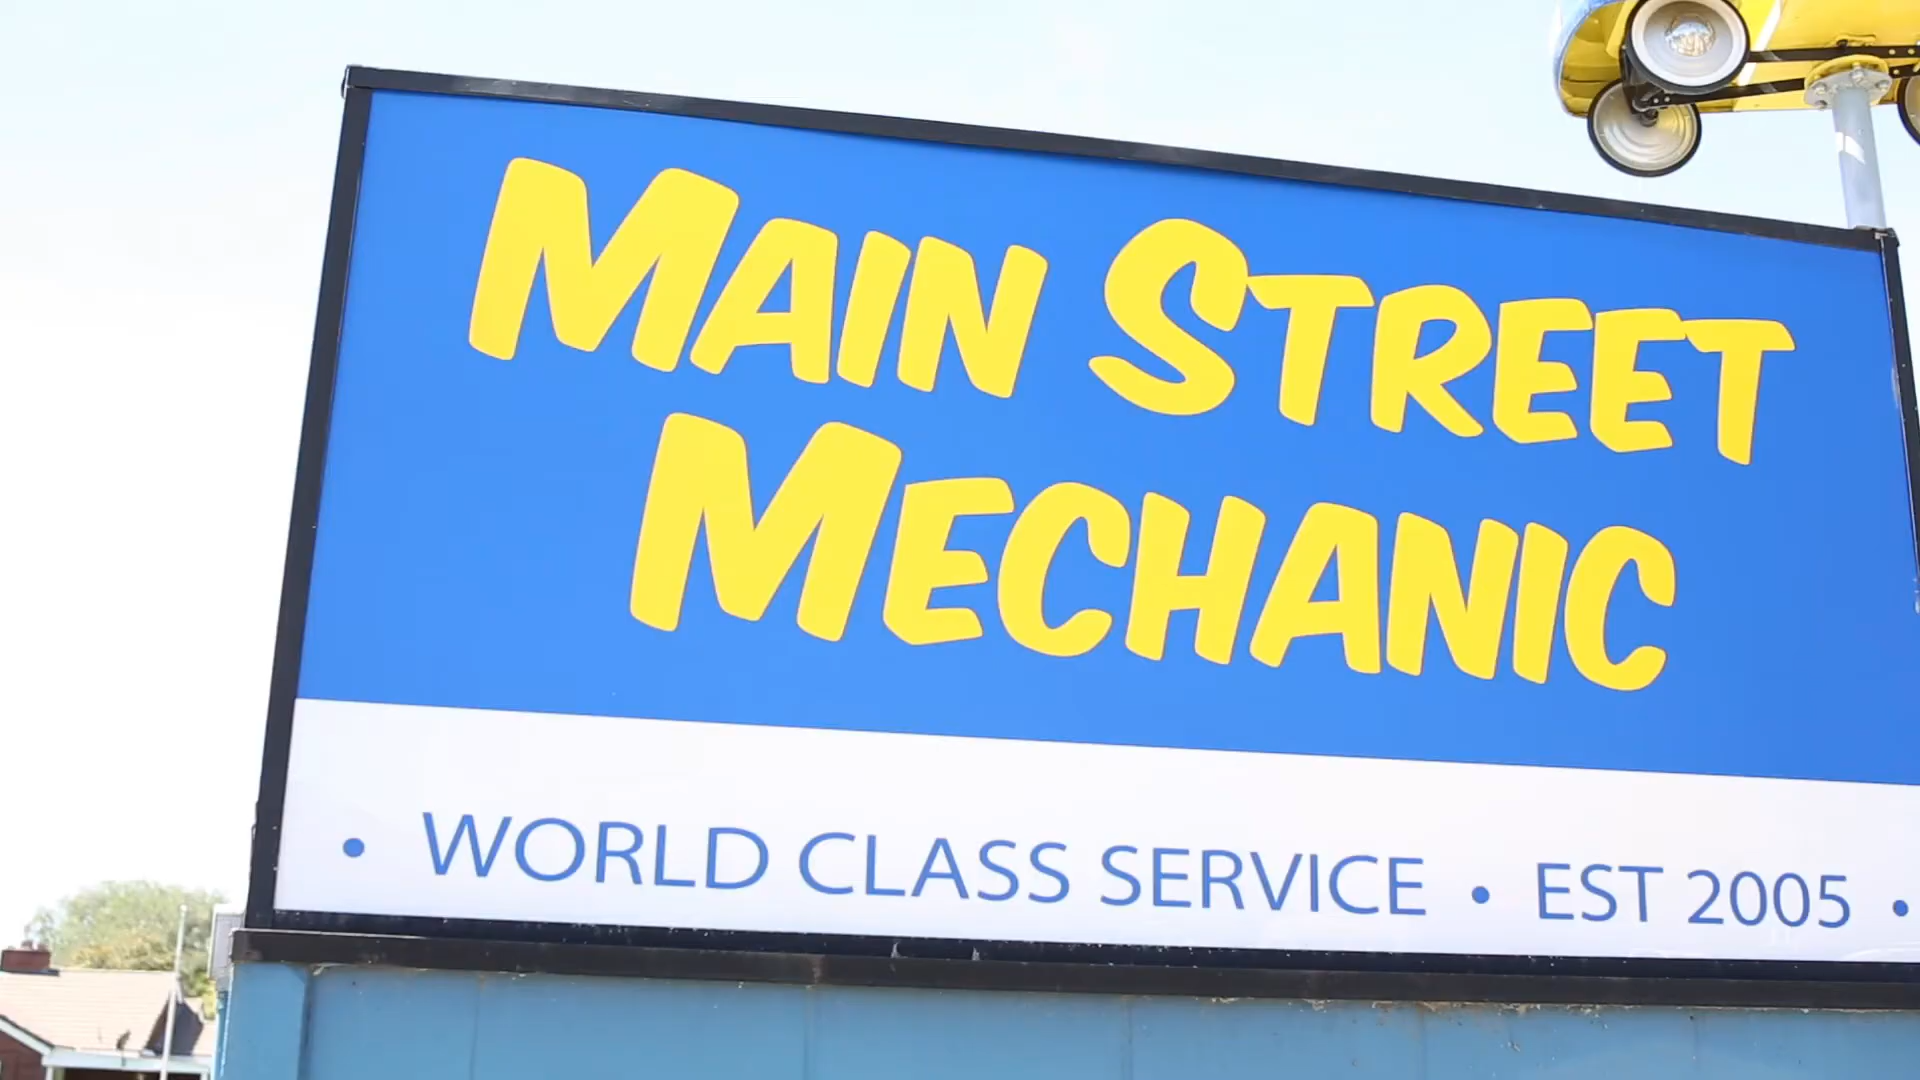 MAIN STREET
MECHANIC
• WORLD CLASS SERVICE • EST 2005 •